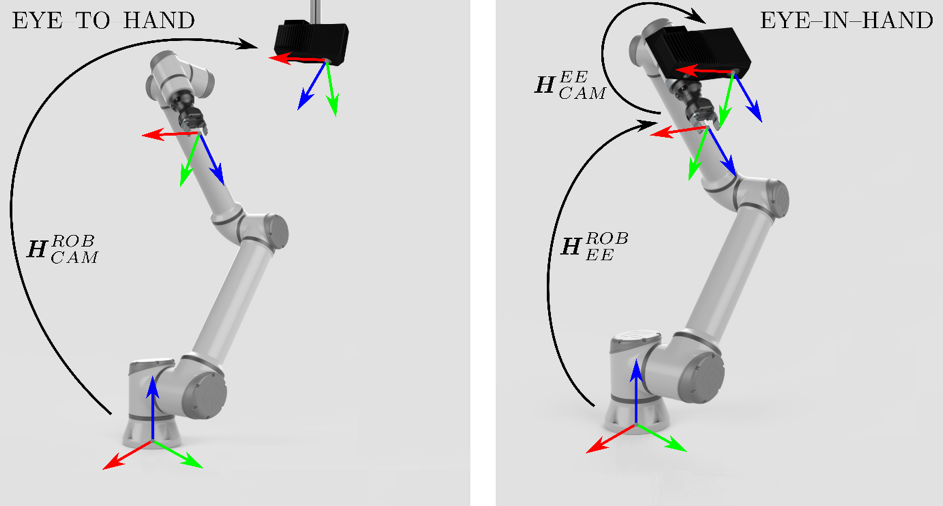 EYE TO HAND
H^{ROB}_{CAM}
EYE–IN–HAND
H^{EE}_{CAM}
H^{ROB}_{EE}